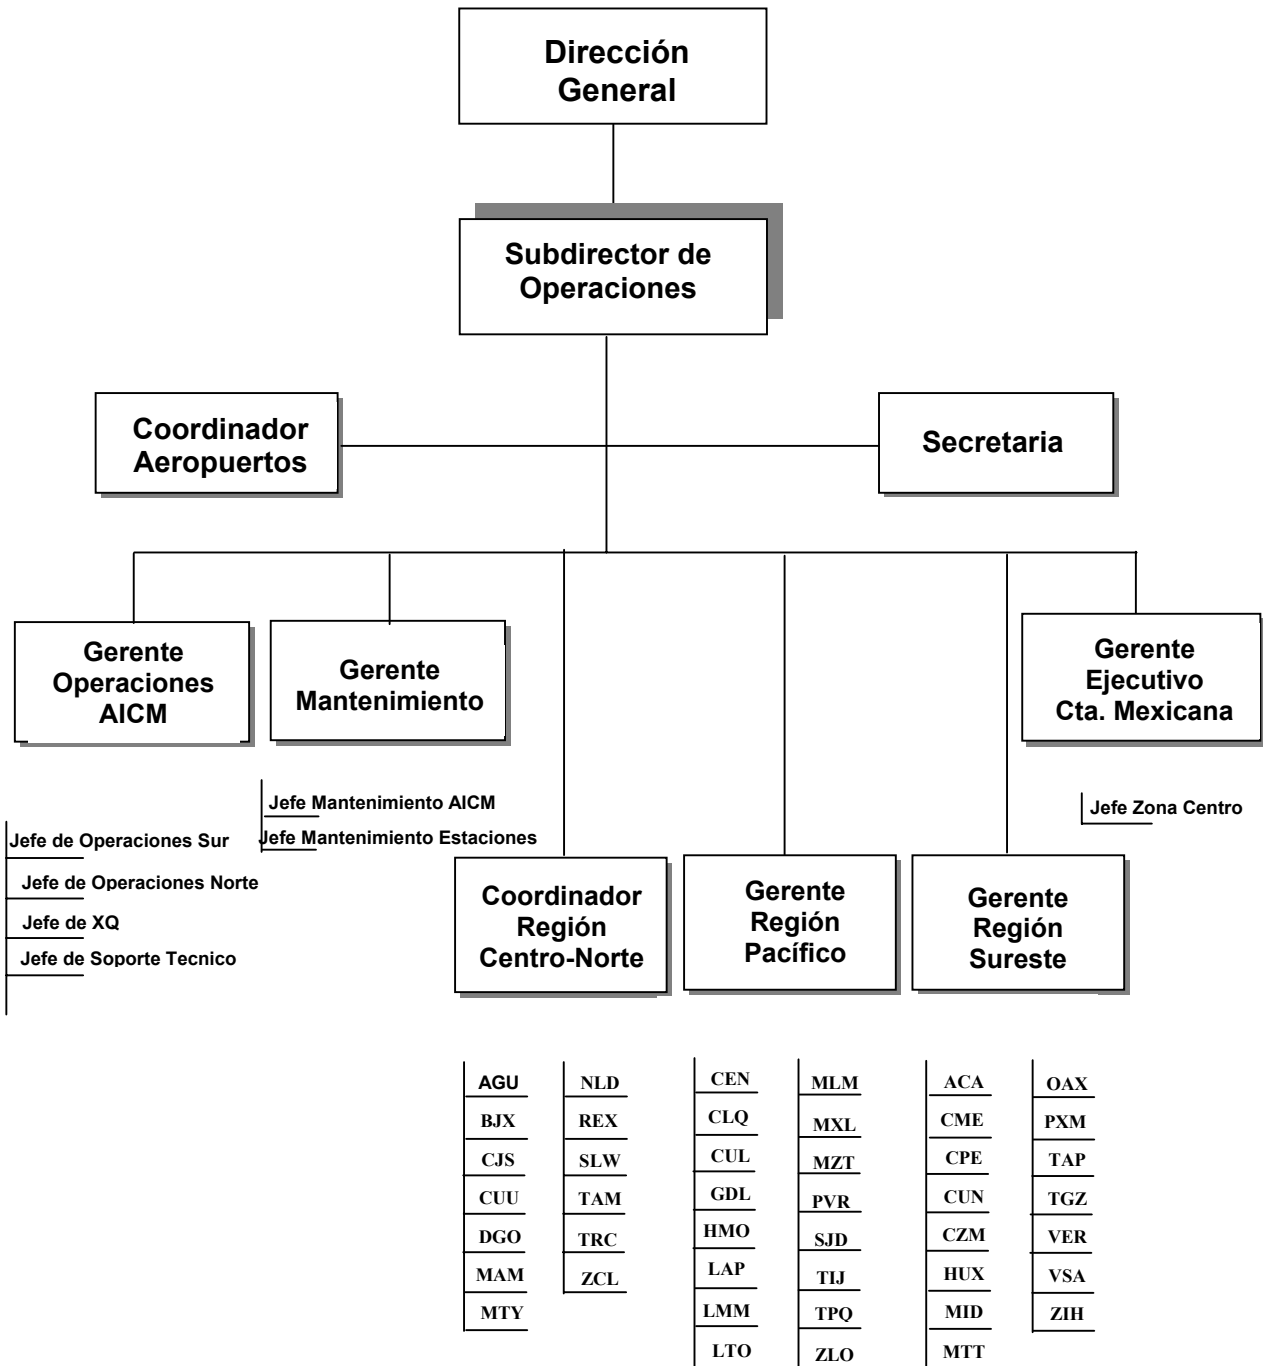 Dirección
General
Subdirector de
Operaciones
Coordinador
Aeropuertos
Secretaria
Gerente
Operaciones
AICM
Gerente
Mantenimiento
Gerente
Ejecutivo
Cta. Mexicana
Jefe Mantenimiento AICM
Jefe Mantenimiento Estaciones
Jefe Zona Centro
Jefe de Operaciones Sur
Jefe de Operaciones Norte
Jefe de XQ
Jefe de Soporte Tecnico
Coordinador
Región
Centro-Norte
Gerente
Región
Pacífico
Gerente
Región
Sureste
AGU
BJX
CJS
CUU
DGO
MAM
MTY
NLD
REX
SLW
TAM
TRC
ZCL
CEN
CLQ
CUL
GDL
HMO
LAP
LMM
LTO
MLM
MXL
MZT
PVR
SJD
TIJ
TPQ
ZLO
ACA
CME
CPE
CUN
CZM
HUX
MID
MTT
OAX
PXM
TAP
TGZ
VER
VSA
ZIH